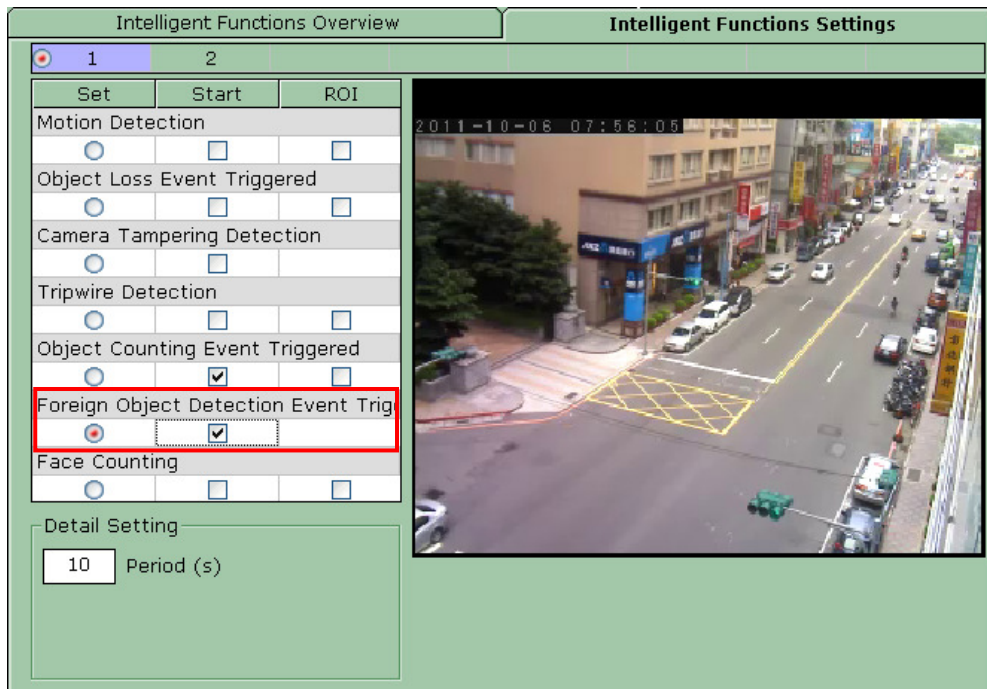 Intelligent Functions Overview
Intelligent Functions Settings
1 2
Set Start ROI
Motion Detection
Object Loss Event Triggered
Camera Tampering Detection
Tripwire Detection
Object Counting Event Triggered
Foreign Object Detection Event Trig
Face Counting
Detail Setting
10 Period (s)
2011-10-06 07:56:05